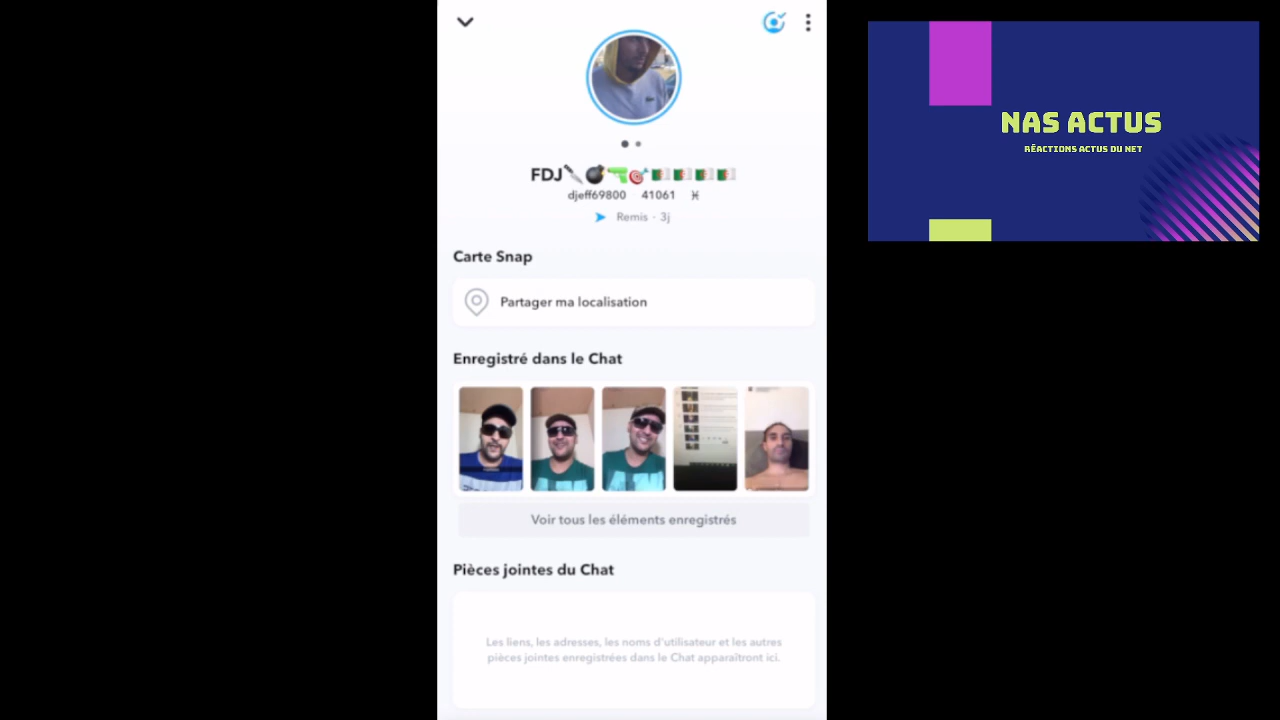 FDJ🔪💣🔫🎯🇩🇿🇩🇿🇩🇿🇩🇿
djeff69800 41061 ♓
Remis · 3j
Carte Snap
Partager ma localisation
Enregistré dans le Chat
Voir tous les éléments enregistrés
Pièces jointes du Chat
Les liens, les adresses, les noms d'utilisateur et les autres
pièces jointes enregistrées dans le Chat apparaîtront ici.
NAS ACTUS
RÉACTIONS ACTUS DU NET